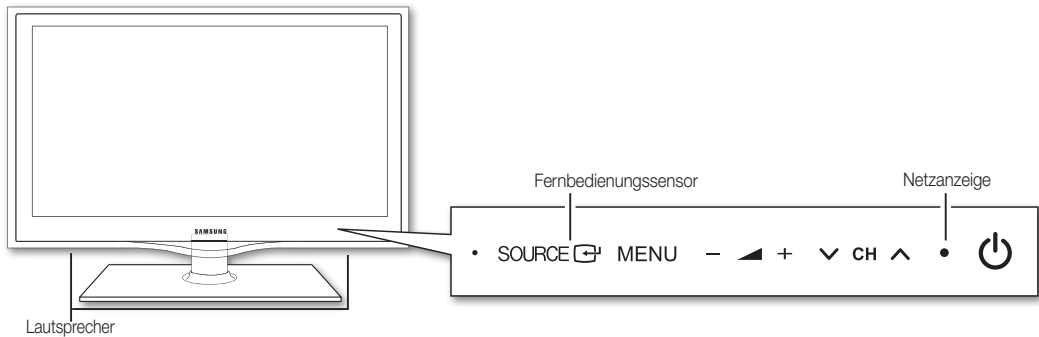 Fernbedienungssensor
Netzanzeige
SAMSUNG
SOURCE MENU − + CH
Lautsprecher